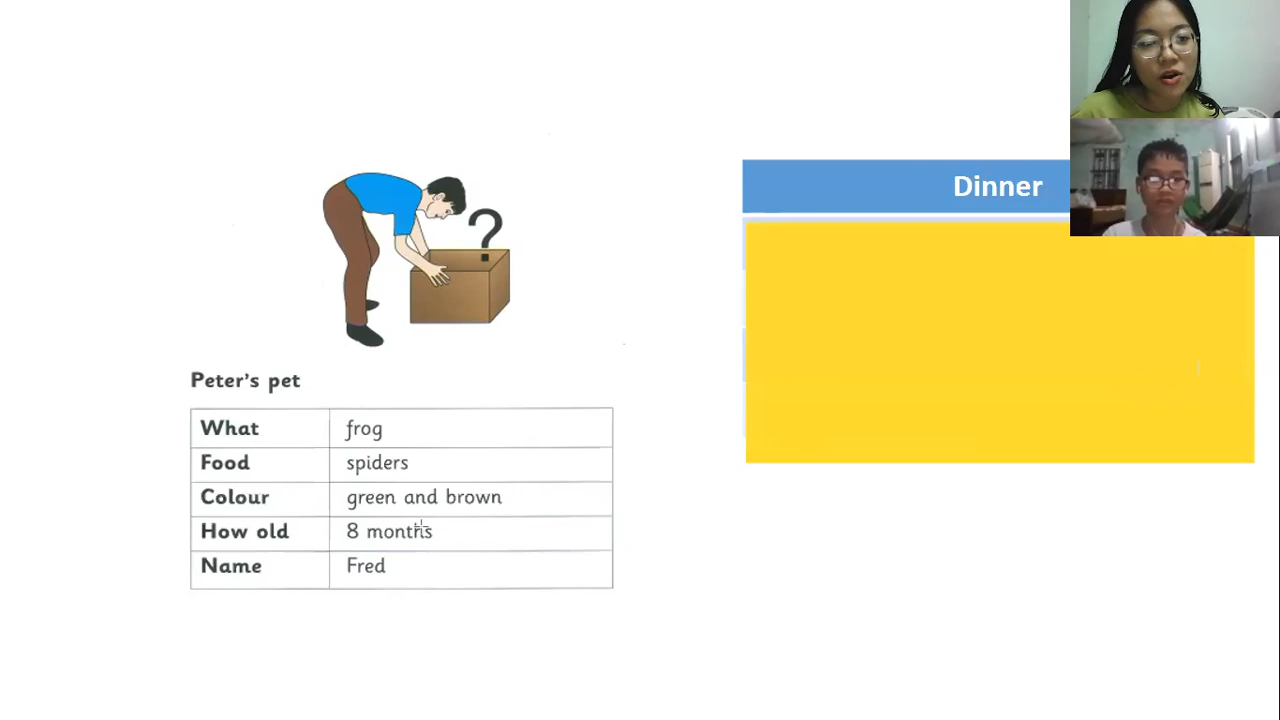 Dinner
?
Peter's pet
What frog
Food spiders
Colour green and brown
How old 8 months
Name Fred